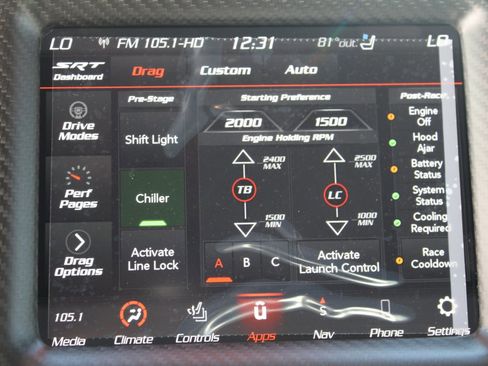 LO FM 105.1-HD 12:31 81° out. LO
SRT Drag Custom Auto
Dashboard
Pre-Stage Starting Preference Post-Race
Drive Modes
Perf Pages
Drag Options
Shift Light
Chiller
Activate Line Lock
2000 1500
Engine Holding RPM
2400 MAX
TB
1500 MIN
2500 MAX
LC
1000 MIN
A B C
Activate Launch Control
Engine Off
Hood Ajar
Battery Status
System Status
Cooling Required
Race Cooldown
105.1 S
Media Climate Controls Apps Nav Phone Settings